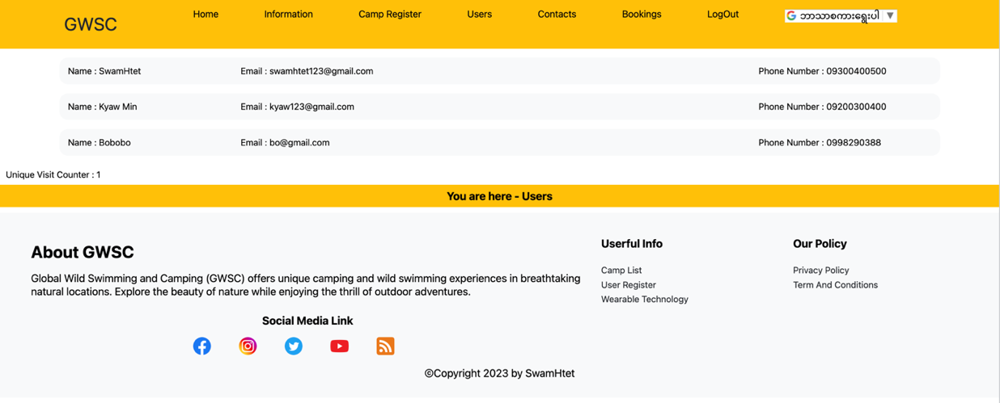 GWSC
Home Information Camp Register Users Contacts Bookings LogOut ဘာသာစကားရွေးပါ ▼
Name : SwamHtet Email : swamhtet123@gmail.com Phone Number : 09300400500
Name : Kyaw Min Email : kyaw123@gmail.com Phone Number : 09200300400
Name : Bobobo Email : bo@gmail.com Phone Number : 0998290388
Unique Visit Counter : 1
You are here - Users
About GWSC
Global Wild Swimming and Camping (GWSC) offers unique camping and wild swimming experiences in breathtaking
natural locations. Explore the beauty of nature while enjoying the thrill of outdoor adventures.
Social Media Link
Userful Info
Camp List
User Register
Wearable Technology
Our Policy
Privacy Policy
Term And Conditions
©Copyright 2023 by SwamHtet